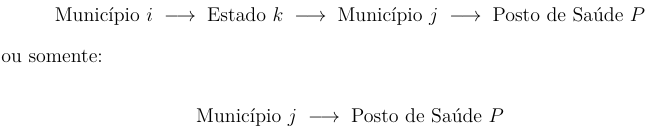 Município i ⟶ Estado k ⟶ Município j ⟶ Posto de Saúde P
ou somente:
Município j ⟶ Posto de Saúde P